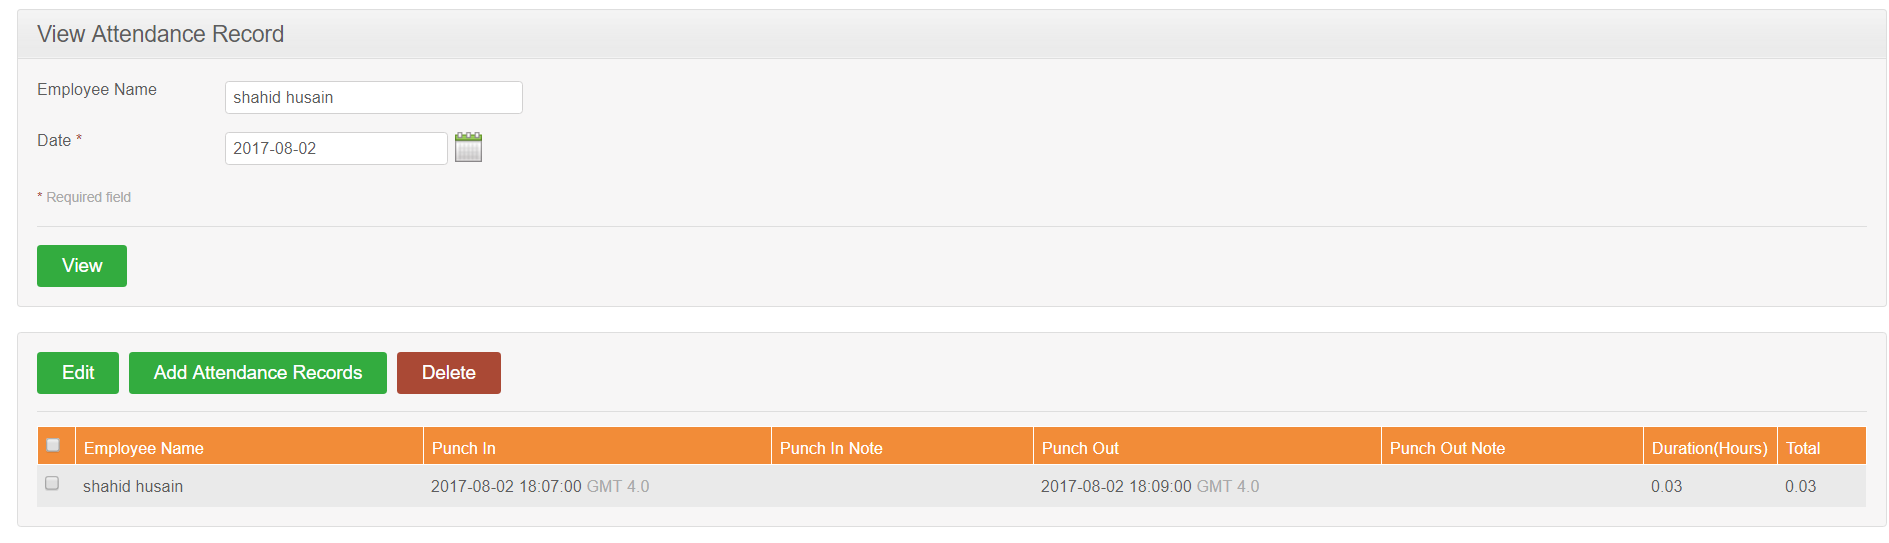 View Attendance Record
Employee Name
shahid husain
Date *
2017-08-02
* Required field
View
Edit Add Attendance Records Delete
Employee Name Punch In Punch In Note Punch Out Punch Out Note Duration(Hours) Total
shahid husain 2017-08-02 18:07:00 GMT 4.0 2017-08-02 18:09:00 GMT 4.0 0.03 0.03